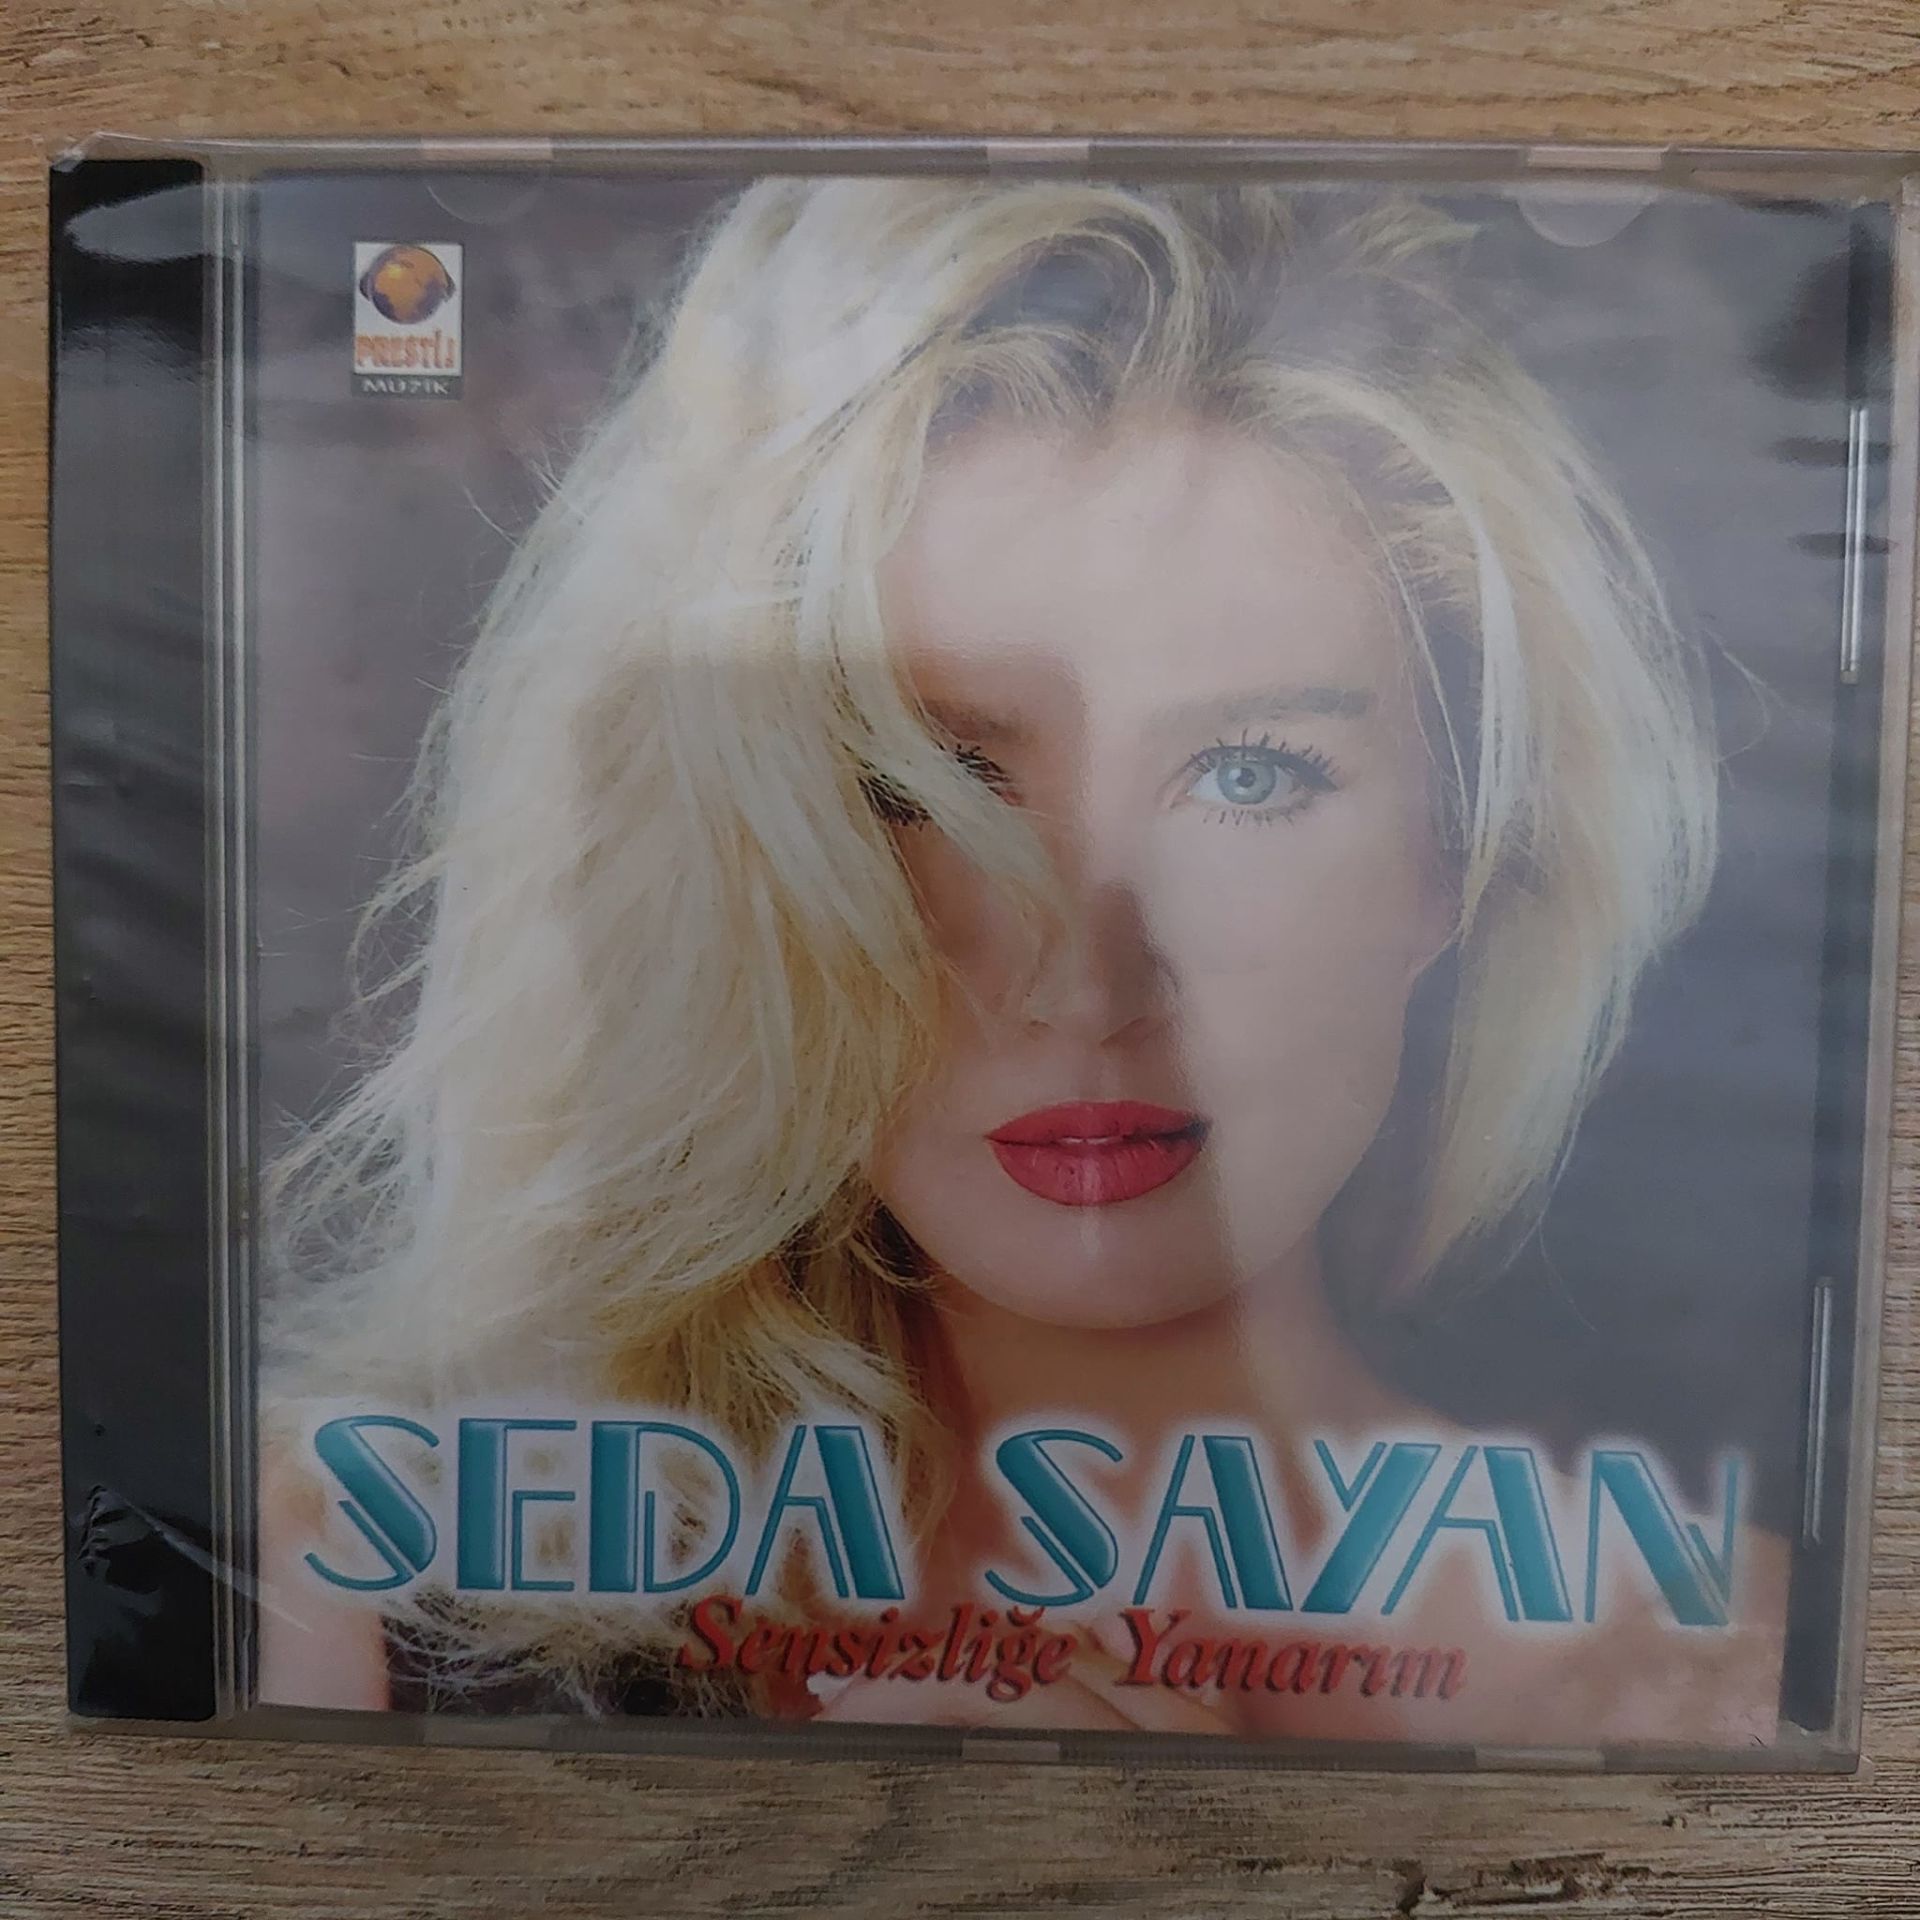 PRESTİJ
MÜZİK
SEDA SAYAN
Sensizliğe Yanarım